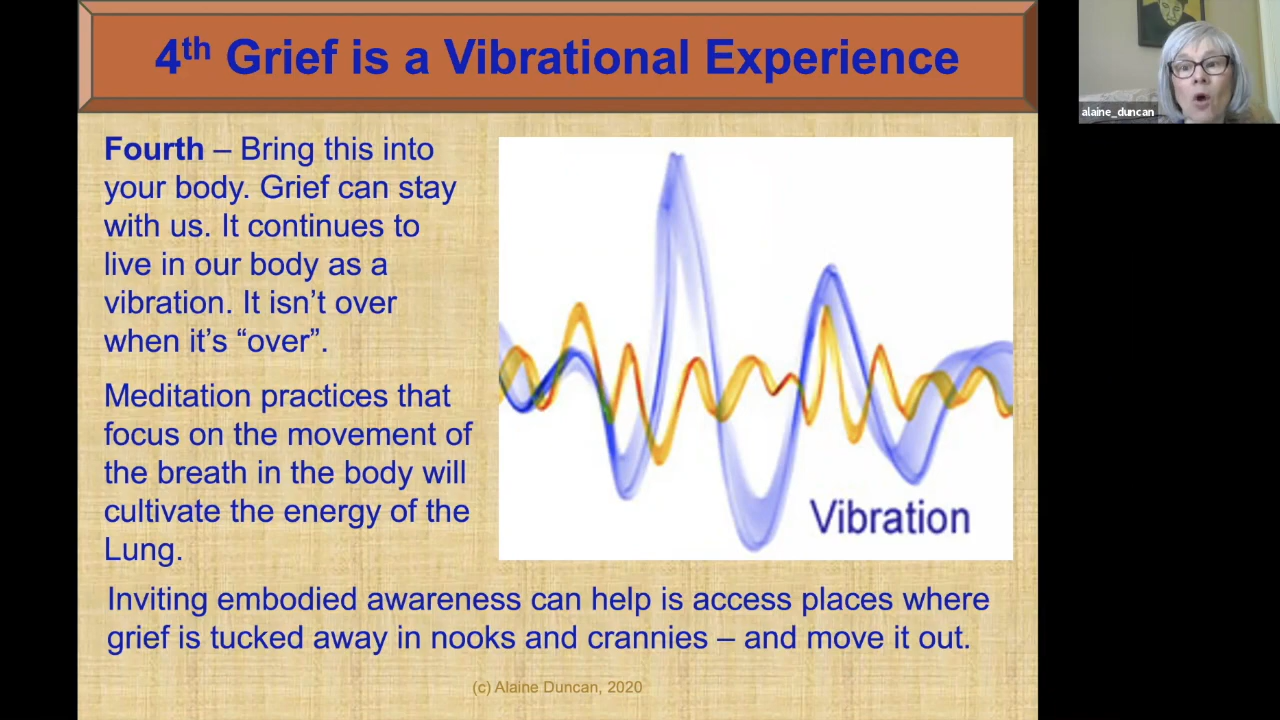 4th Grief is a Vibrational Experience
Fourth – Bring this into
your body. Grief can stay
with us. It continues to
live in our body as a
vibration. It isn’t over
when it’s “over”.
Meditation practices that
focus on the movement of
the breath in the body will
cultivate the energy of the
Lung.
Vibration
Inviting embodied awareness can help is access places where
grief is tucked away in nooks and crannies – and move it out.
(c) Alaine Duncan, 2020
alaine_duncan